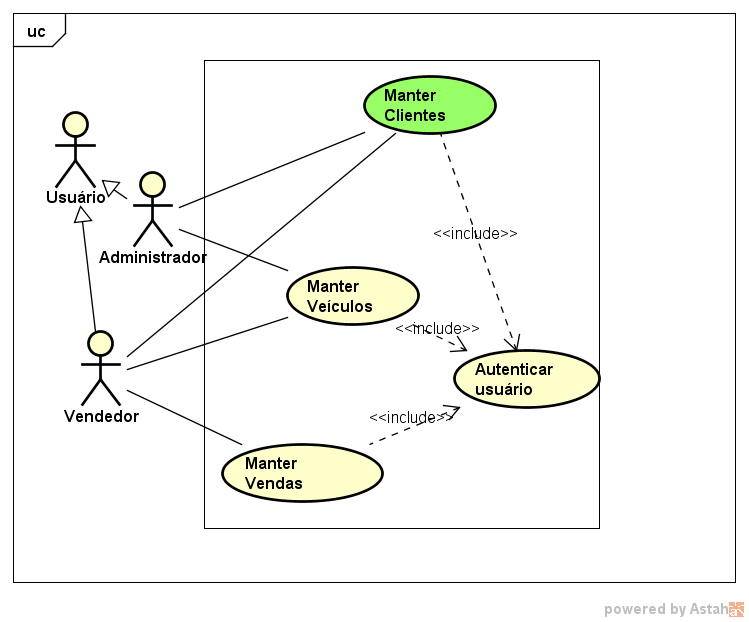 uc
Manter
Clientes
Usuário
<<include>>
Administrador
Manter
Veículos
<<include>>
Autenticar
usuário
Vendedor
<<include>>
Manter
Vendas
powered by Astah